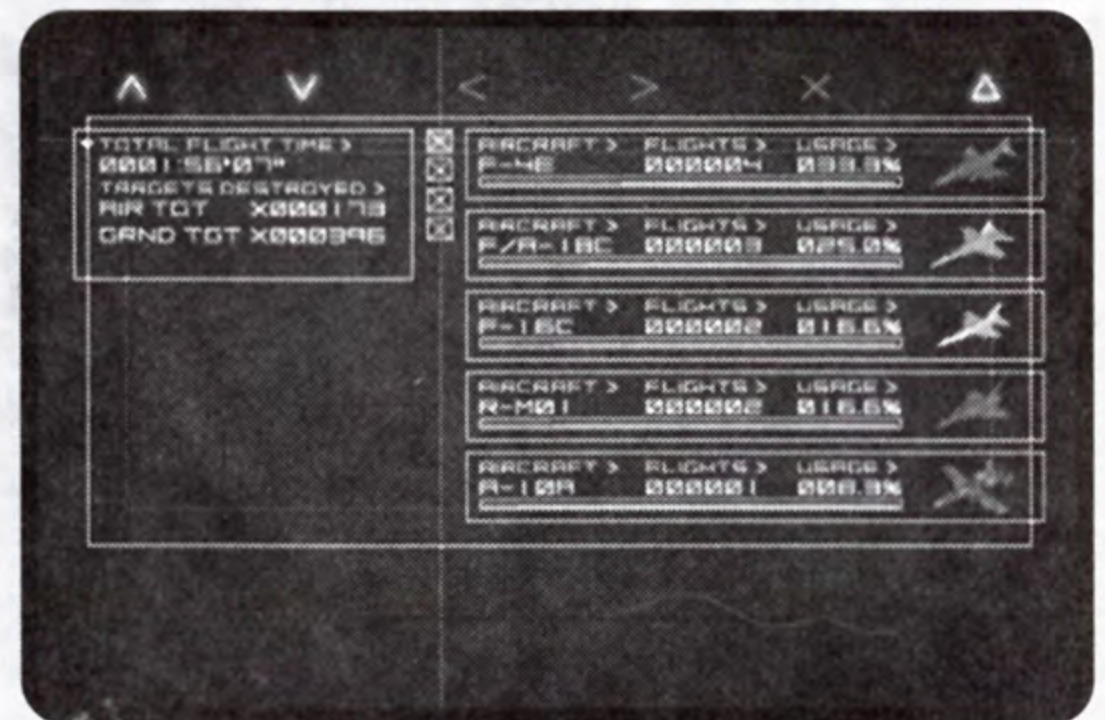 TOTAL FLIGHT TIME >
0001:56'07"
TARGETS DESTROYED >
AIR TGT X000173
GRND TGT X000396
AIRCRAFT > FLIGHTS > USAGE >
F-4E 000004 033.3%
AIRCRAFT > FLIGHTS > USAGE >
F/A-18C 000003 025.0%
AIRCRAFT > FLIGHTS > USAGE >
F-16C 000002 016.6%
AIRCRAFT > FLIGHTS > USAGE >
R-M01 000002 016.6%
AIRCRAFT > FLIGHTS > USAGE >
A-10A 000001 008.3%